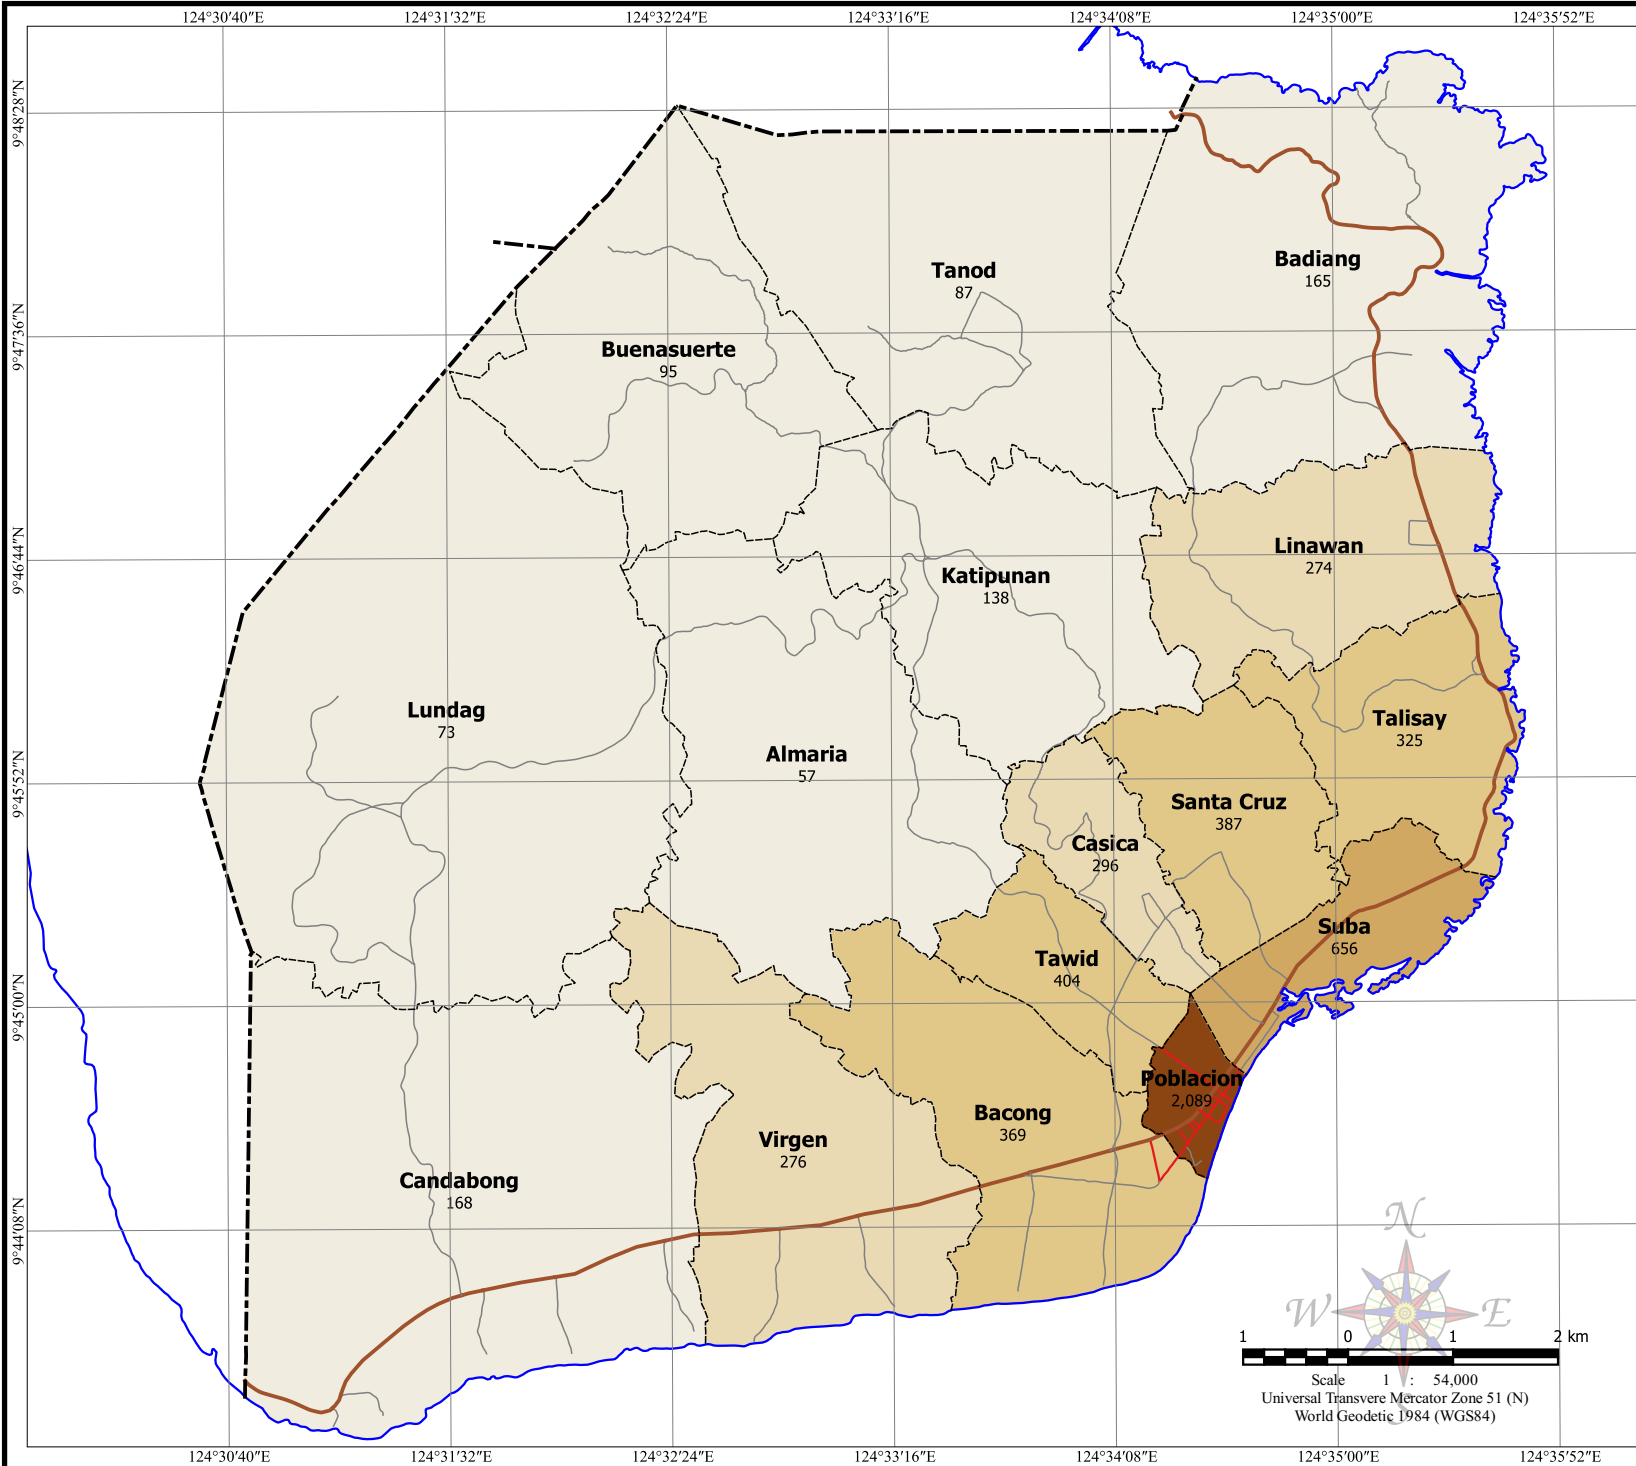 124°30′40″E 124°31′32″E 124°32′24″E 124°33′16″E 124°34′08″E 124°35′00″E 124°35′52″E
9°48′28″N
9°47′36″N
9°46′44″N
9°45′52″N
9°45′00″N
9°44′08″N
Badiang
165
Tanod
87
Buenasuerte
95
Linawan
274
Katipunan
138
Lundag
73
Talisay
325
Almaria
57
Santa Cruz
387
Casica
296
Suba
656
Tawid
404
Poblacion
2,089
Bacong
369
Virgen
276
Candabong
168
N
W E
S
1 0 1 2 km
Scale 1 : 54,000
Universal Transvere Mercator Zone 51 (N)
World Geodetic 1984 (WGS84)
124°30′40″E 124°31′32″E 124°32′24″E 124°33′16″E 124°34′08″E 124°35′00″E 124°35′52″E